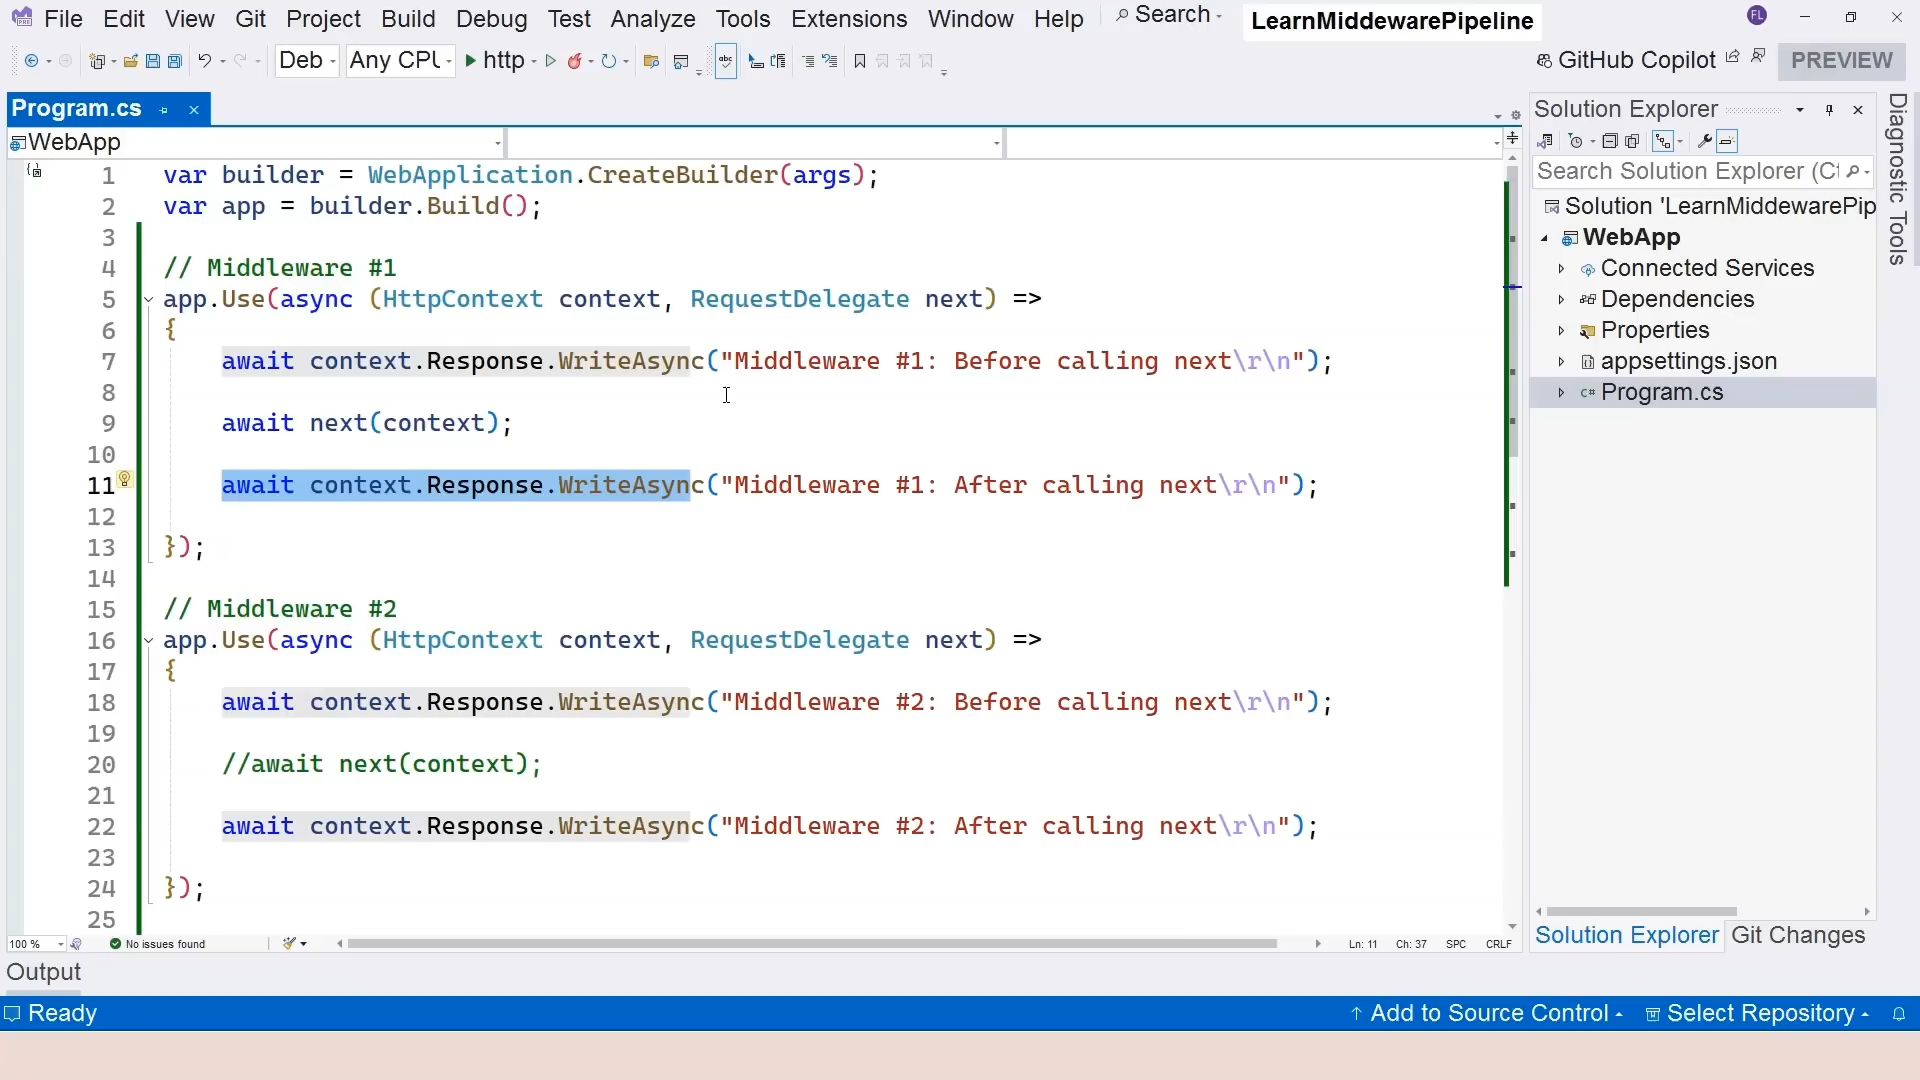 File Edit View Git Project Build Debug Test Analyze Tools Extensions Window Help Search LearnMiddewarePipeline FL
Deb Any CPU http GitHub Copilot PREVIEW
Program.cs
WebApp
1 var builder = WebApplication.CreateBuilder(args);
2 var app = builder.Build();
3
4 // Middleware #1
5 app.Use(async (HttpContext context, RequestDelegate next) =>
6 {
7 await context.Response.WriteAsync("Middleware #1: Before calling next\r\n");
8
9 await next(context);
10
11 await context.Response.WriteAsync("Middleware #1: After calling next\r\n");
12
13 });
14
15 // Middleware #2
16 app.Use(async (HttpContext context, RequestDelegate next) =>
17 {
18 await context.Response.WriteAsync("Middleware #2: Before calling next\r\n");
19
20 //await next(context);
21
22 await context.Response.WriteAsync("Middleware #2: After calling next\r\n");
23
24 });
25
100 % No issues found Ln: 11 Ch: 37 SPC CRLF
Solution Explorer
Search Solution Explorer (Ct
Solution 'LearnMiddewarePip
WebApp
Connected Services
Dependencies
Properties
appsettings.json
C# Program.cs
Solution Explorer Git Changes
Diagnostic Tools
Output
Ready Add to Source Control Select Repository